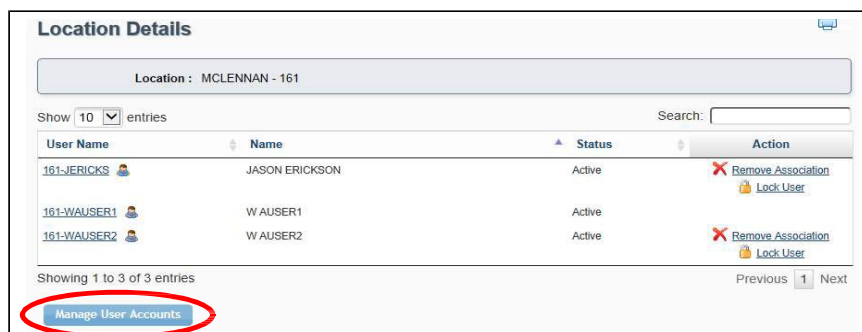 Location Details
Location : MCLENNAN - 161
Show 10 entries Search:
User Name Name Status Action
161-JERICKS JASON ERICKSON Active Remove Association
Lock User
161-WAUSER1 W AUSER1 Active
161-WAUSER2 W AUSER2 Active Remove Association
Lock User
Showing 1 to 3 of 3 entries Previous 1 Next
Manage User Accounts